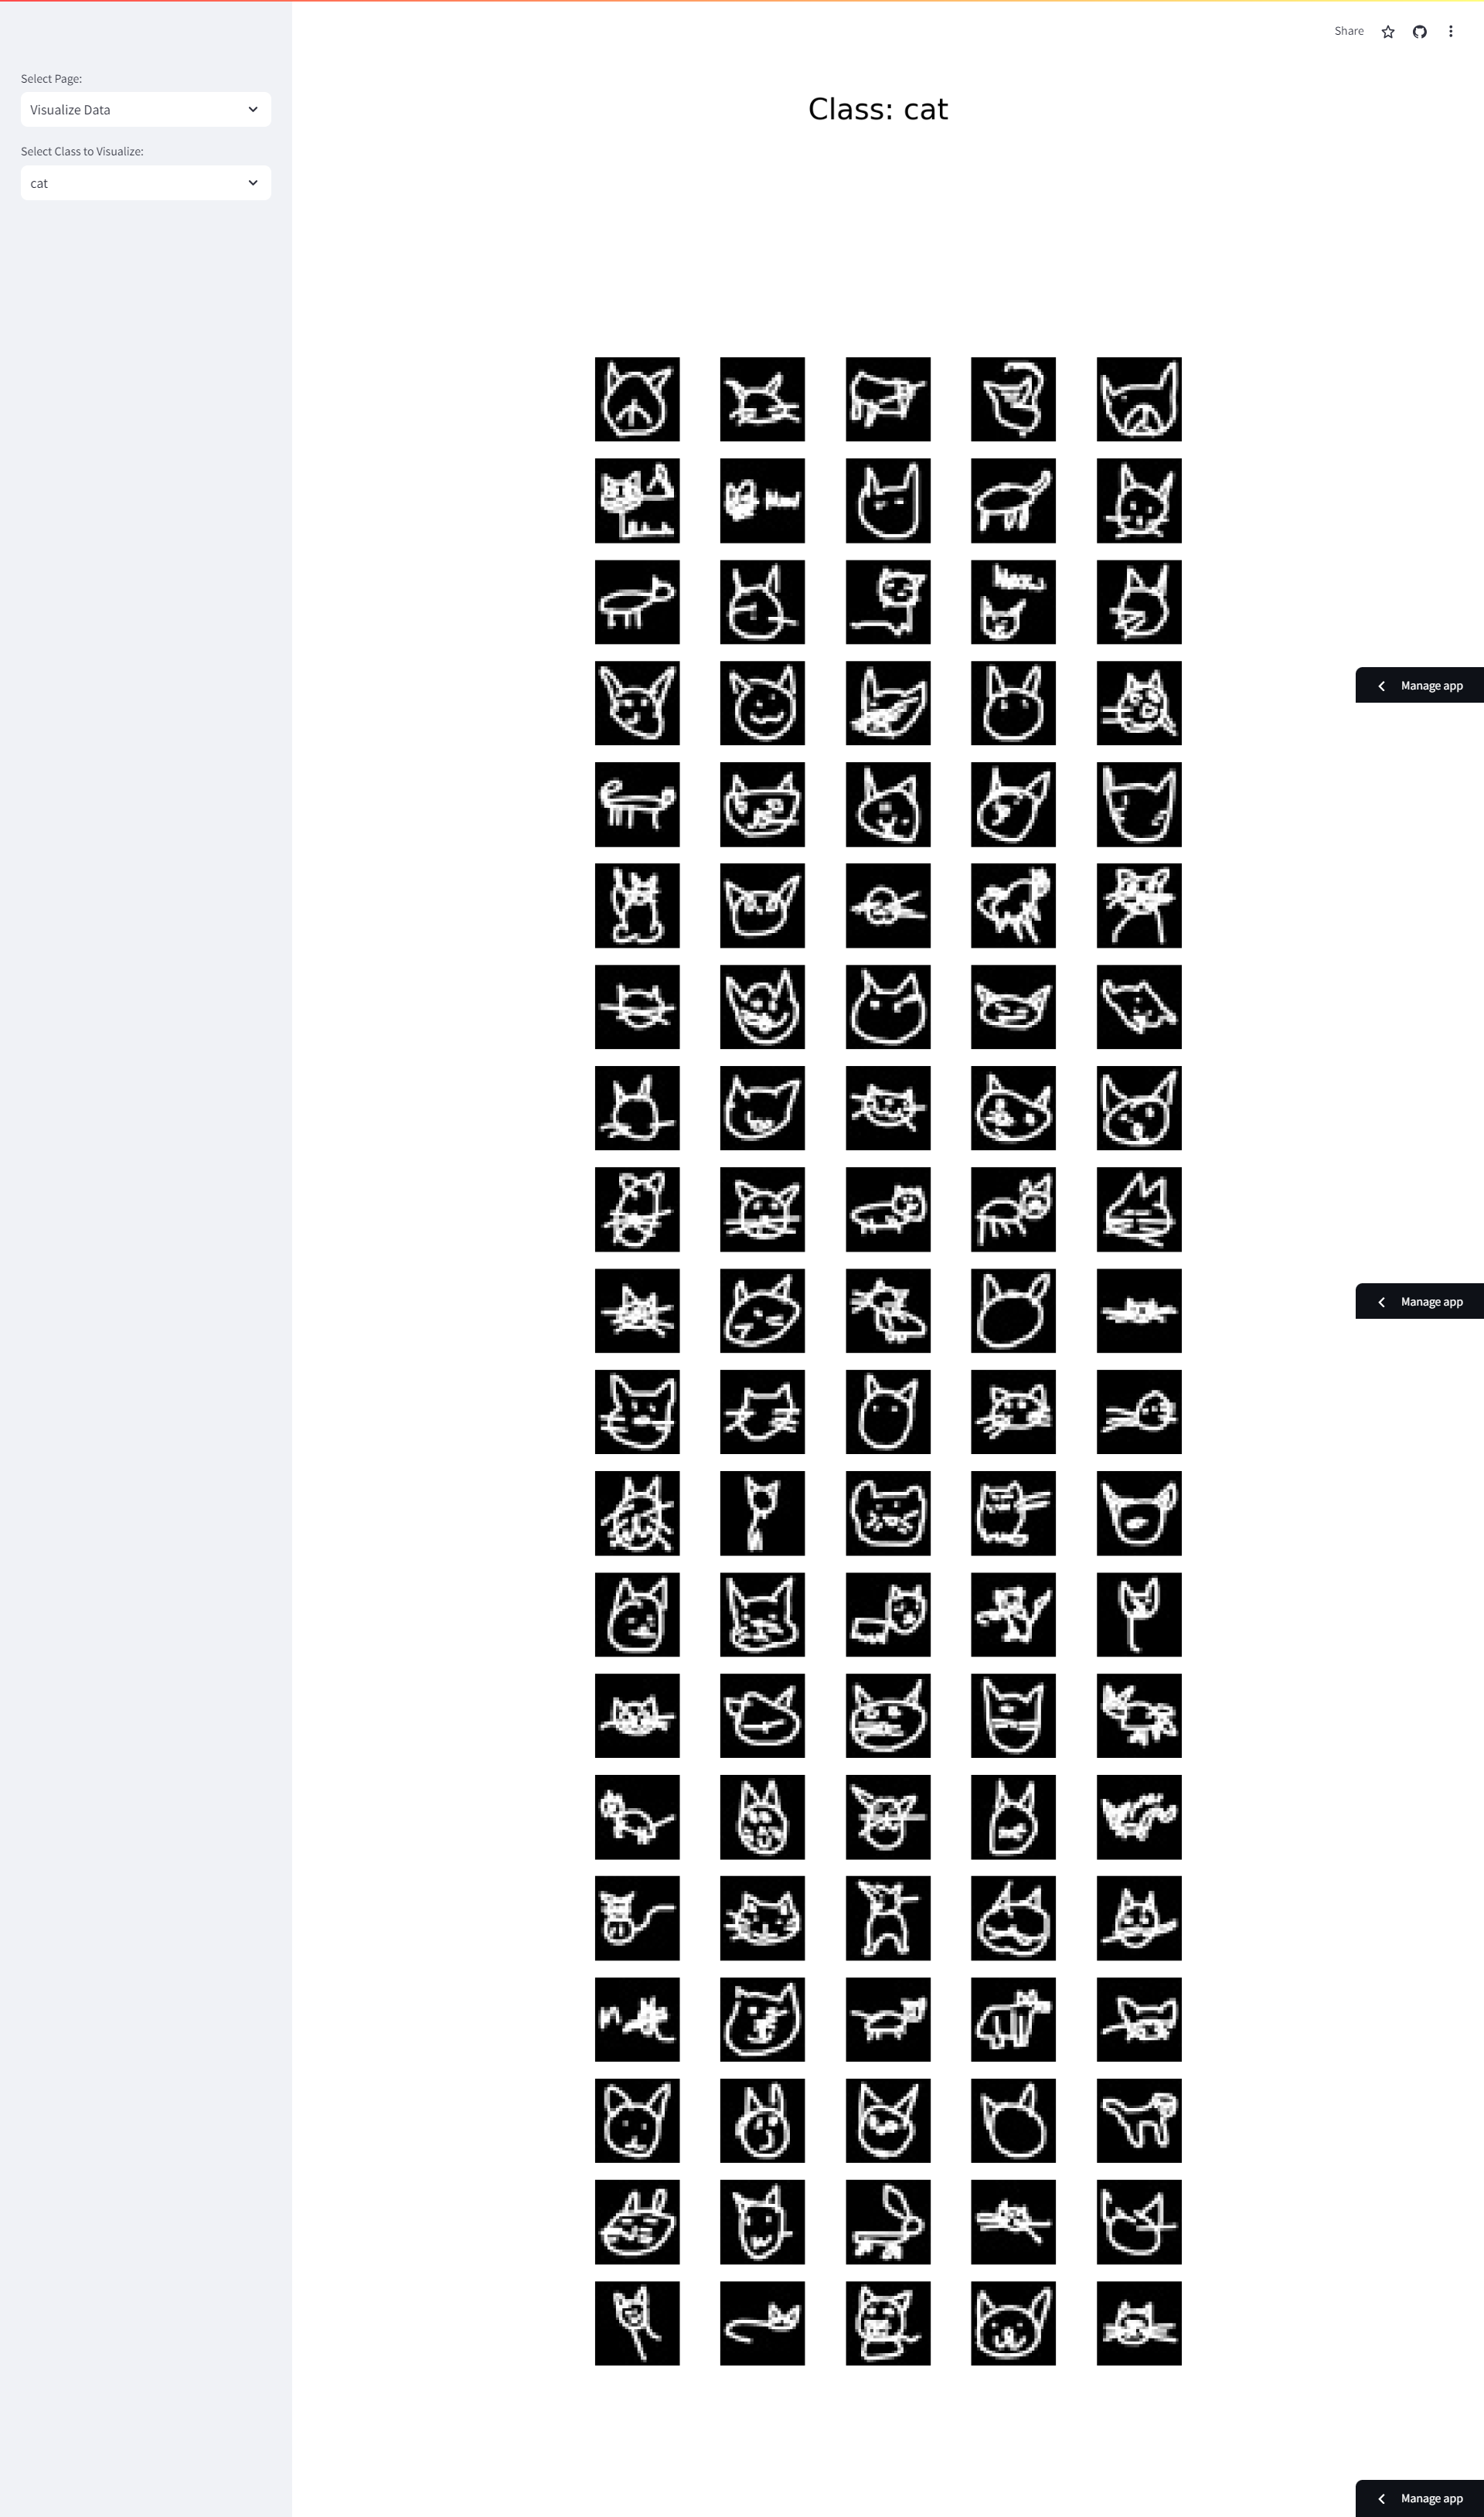 Share
Select Page:
Visualize Data
Class: cat
Select Class to Visualize:
cat
Manage app
Manage app
Manage app